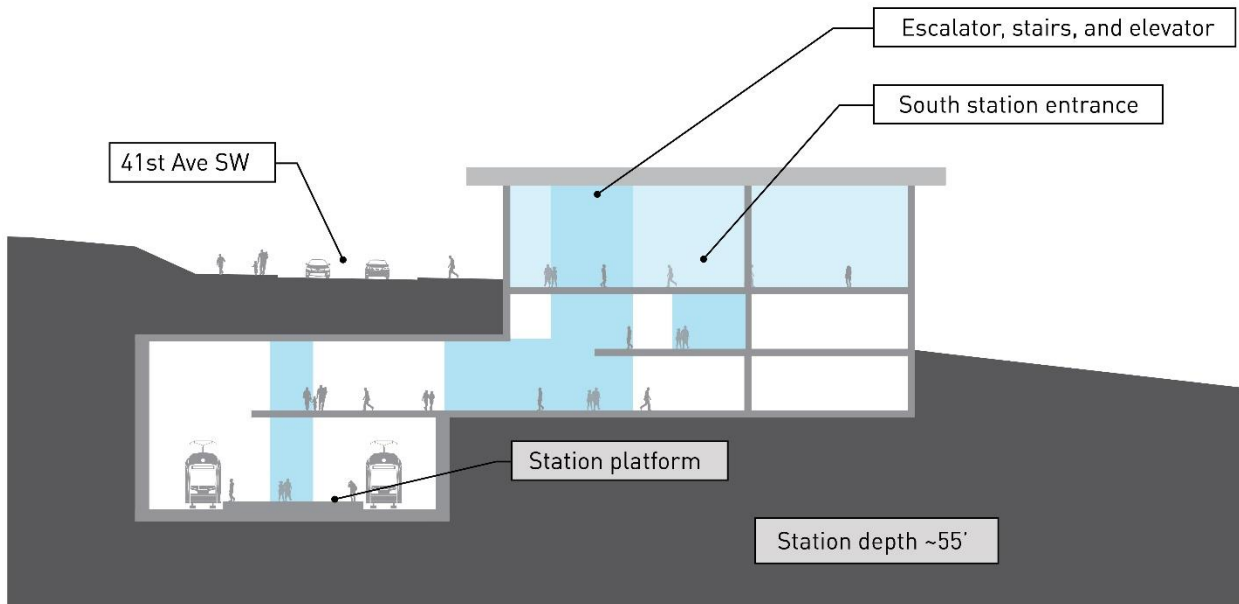 Escalator, stairs, and elevator
South station entrance
41st Ave SW
Station platform
Station depth ~55’